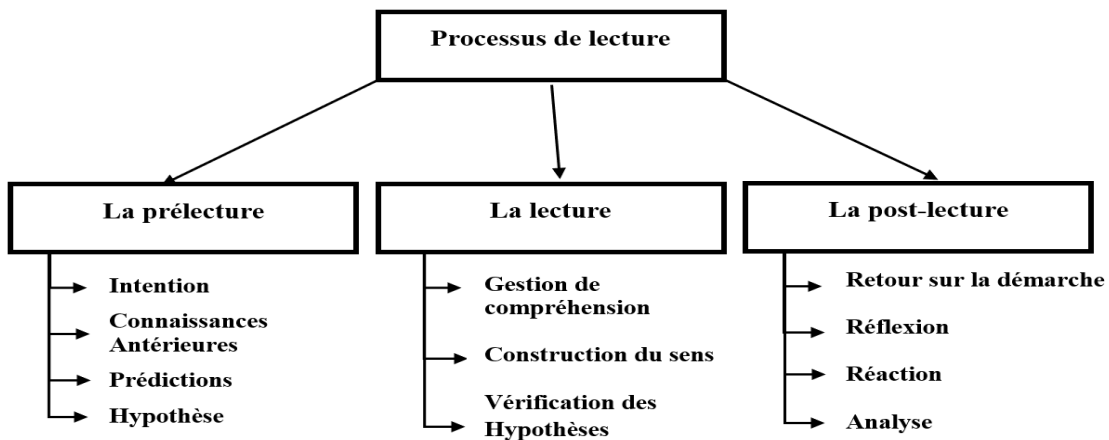 Processus de lecture
La prélecture
Intention
Connaissances
Antérieures
Prédictions
Hypothèse
La lecture
Gestion de
compréhension
Construction du sens
Vérification des
Hypothèses
La post-lecture
Retour sur la démarche
Réflexion
Réaction
Analyse